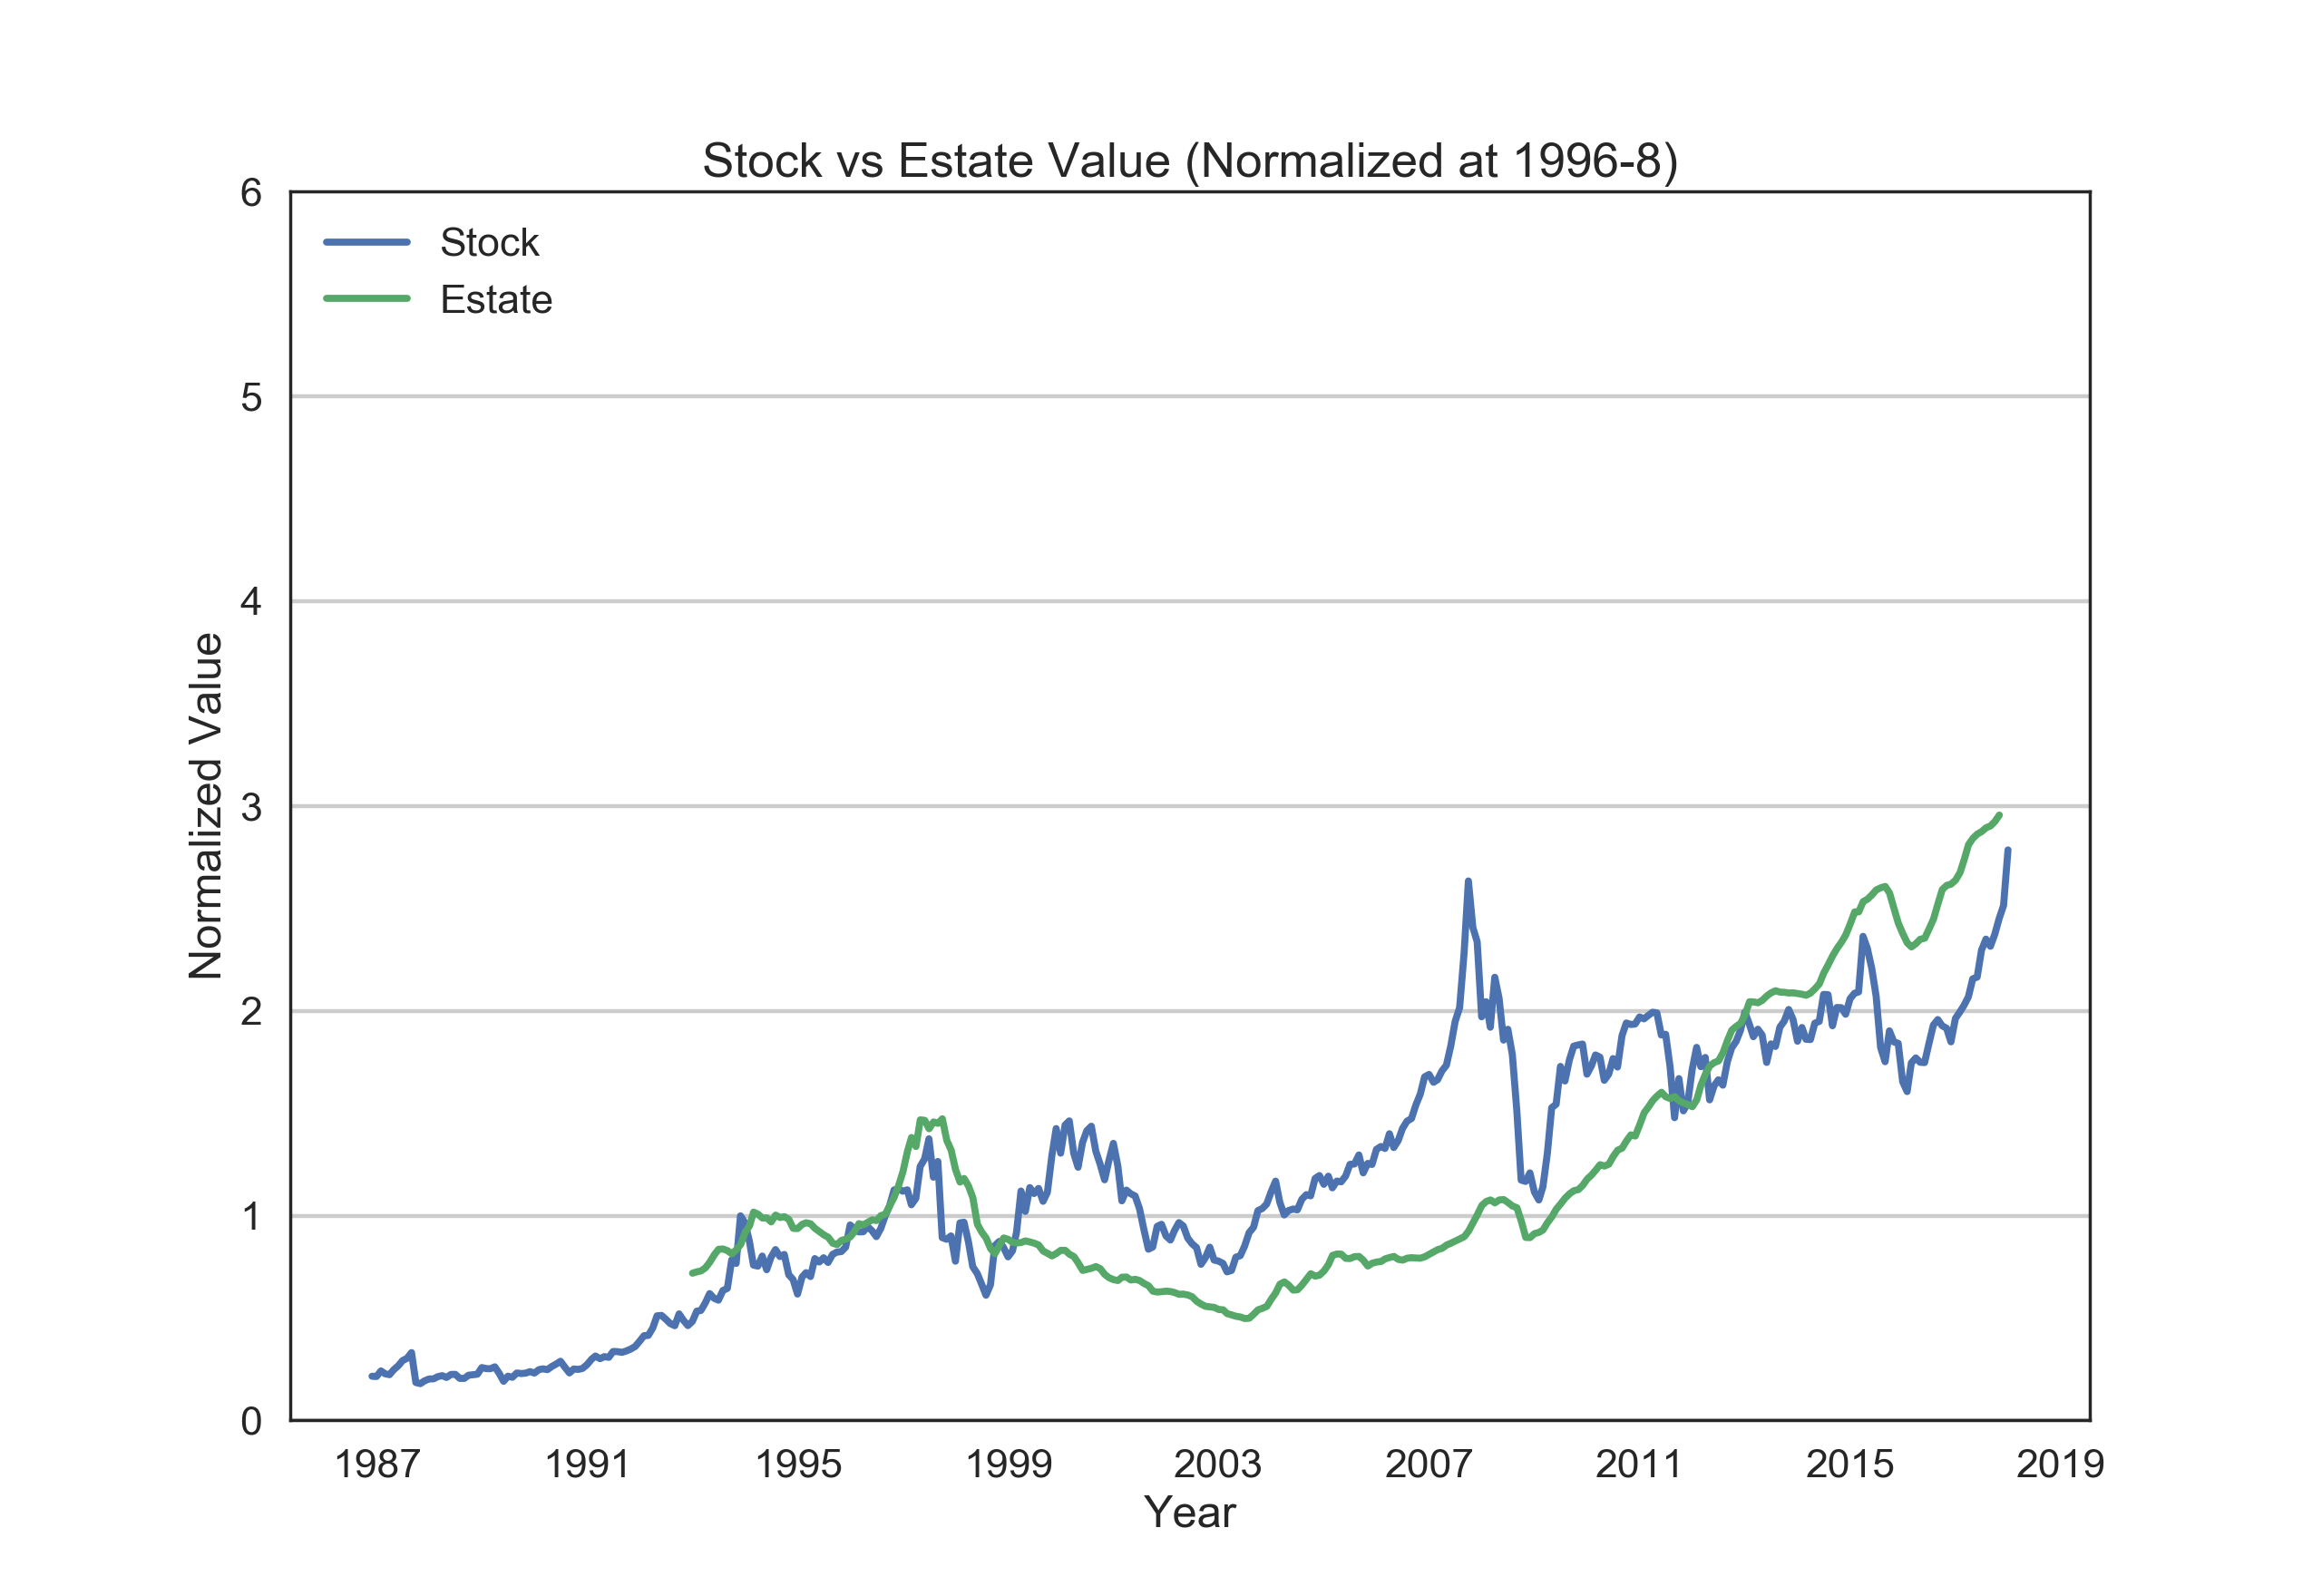 Stock vs Estate Value (Normalized at 1996-8)
6
Stock
Estate
5
4
3
2
1
0
Normalized Value
1987 1991 1995 1999 2003 2007 2011 2015 2019
Year